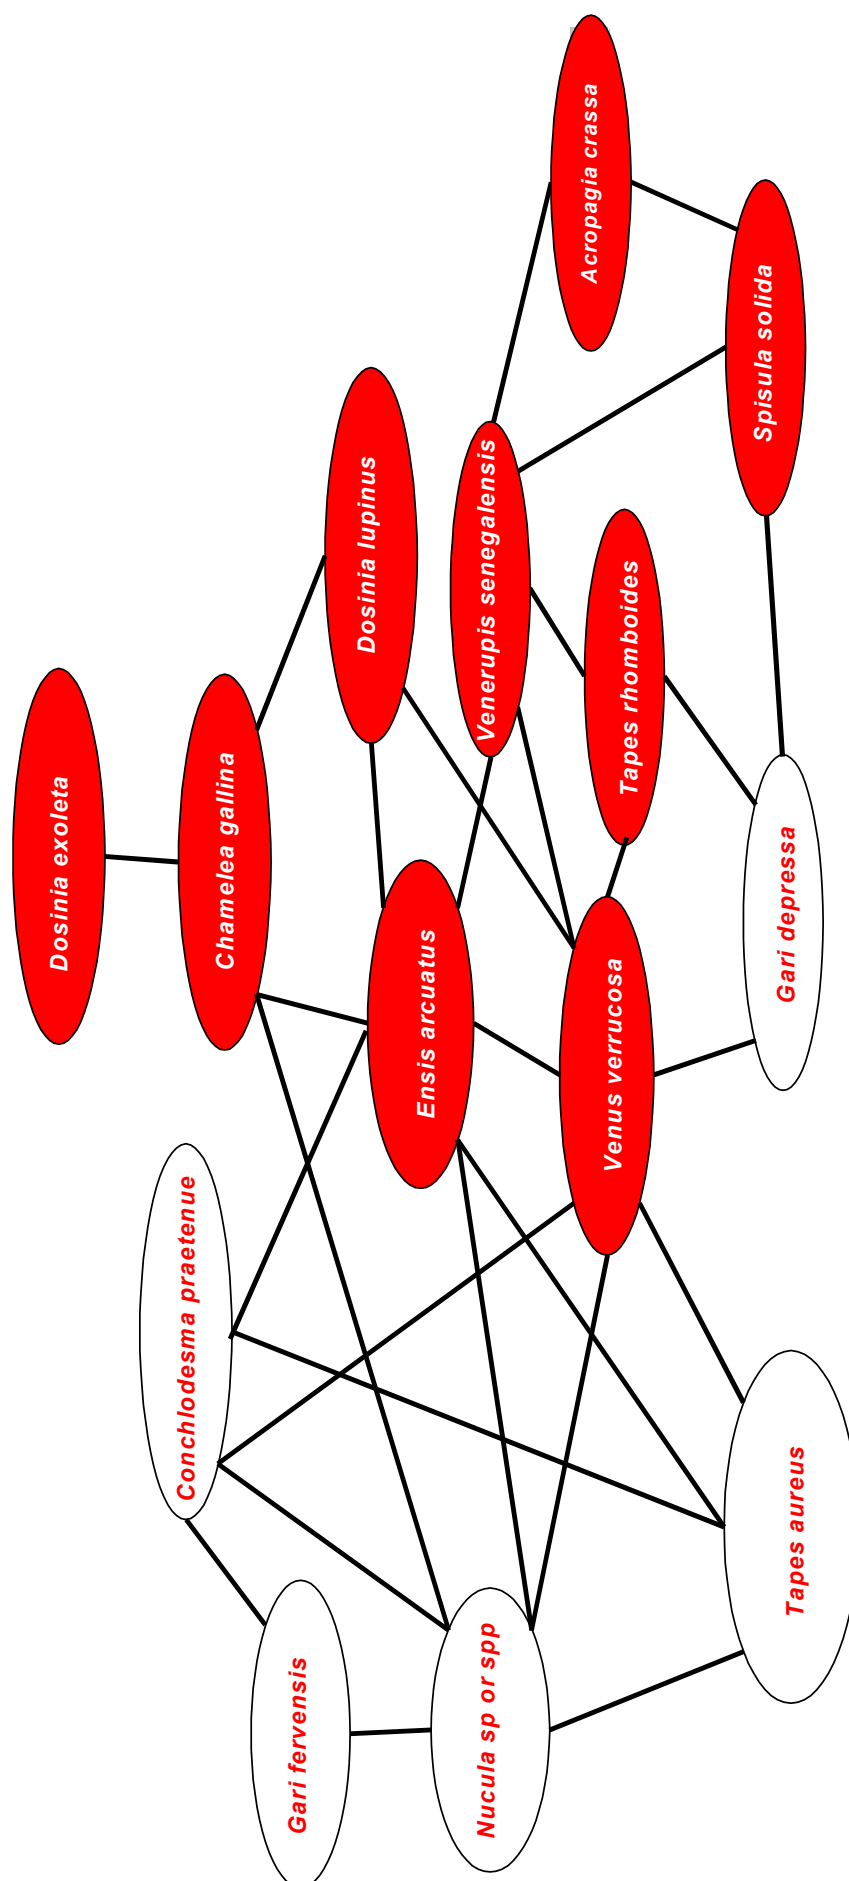 Dosinia exoleta
Chamelea gallina
Conchlodesma praetenue
Gari fervensis
Dosinia lupinus
Ensis arcuatus
Venerupis senegalensis
Nucula sp or spp
Acropagia crassa
Tapes rhomboides
Venus verrucosa
Spisula solida
Gari depressa
Tapes aureus